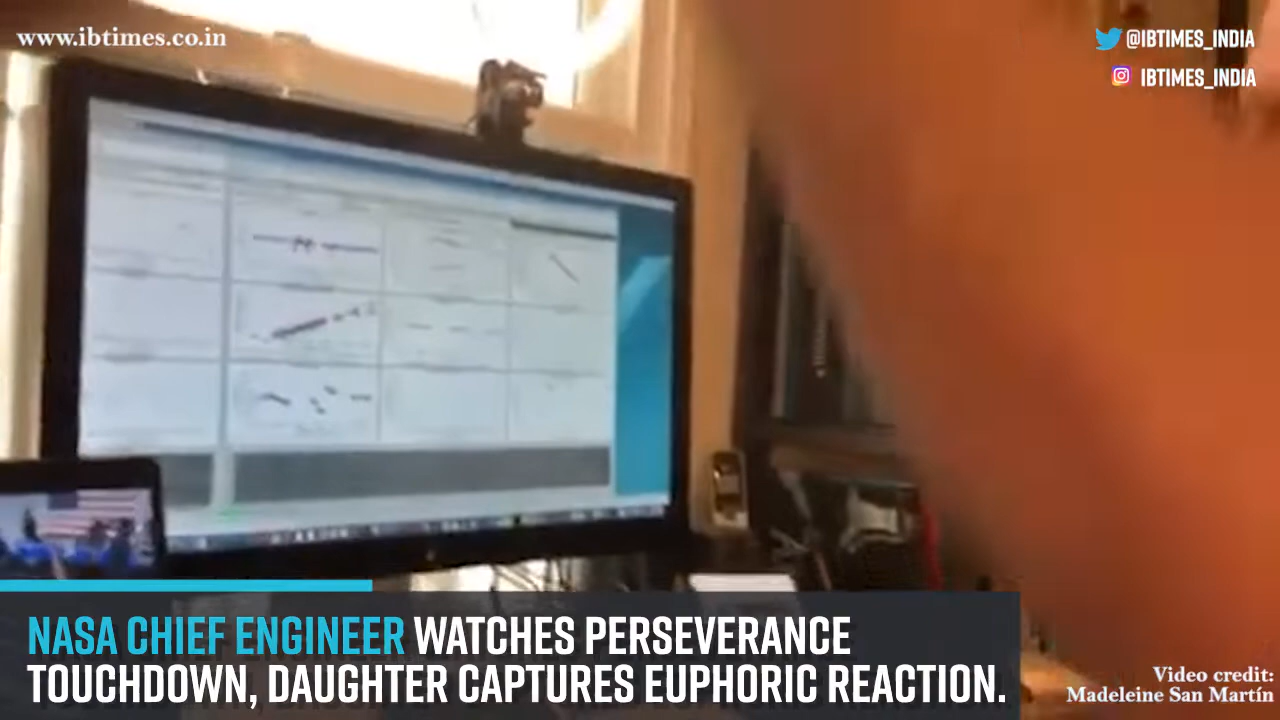 www.ibtimes.co.in
@IBTIMES_INDIA
IBTIMES_INDIA
NASA CHIEF ENGINEER WATCHES PERSEVERANCE
TOUCHDOWN, DAUGHTER CAPTURES EUPHORIC REACTION.
Video credit:
Madeleine San Martín